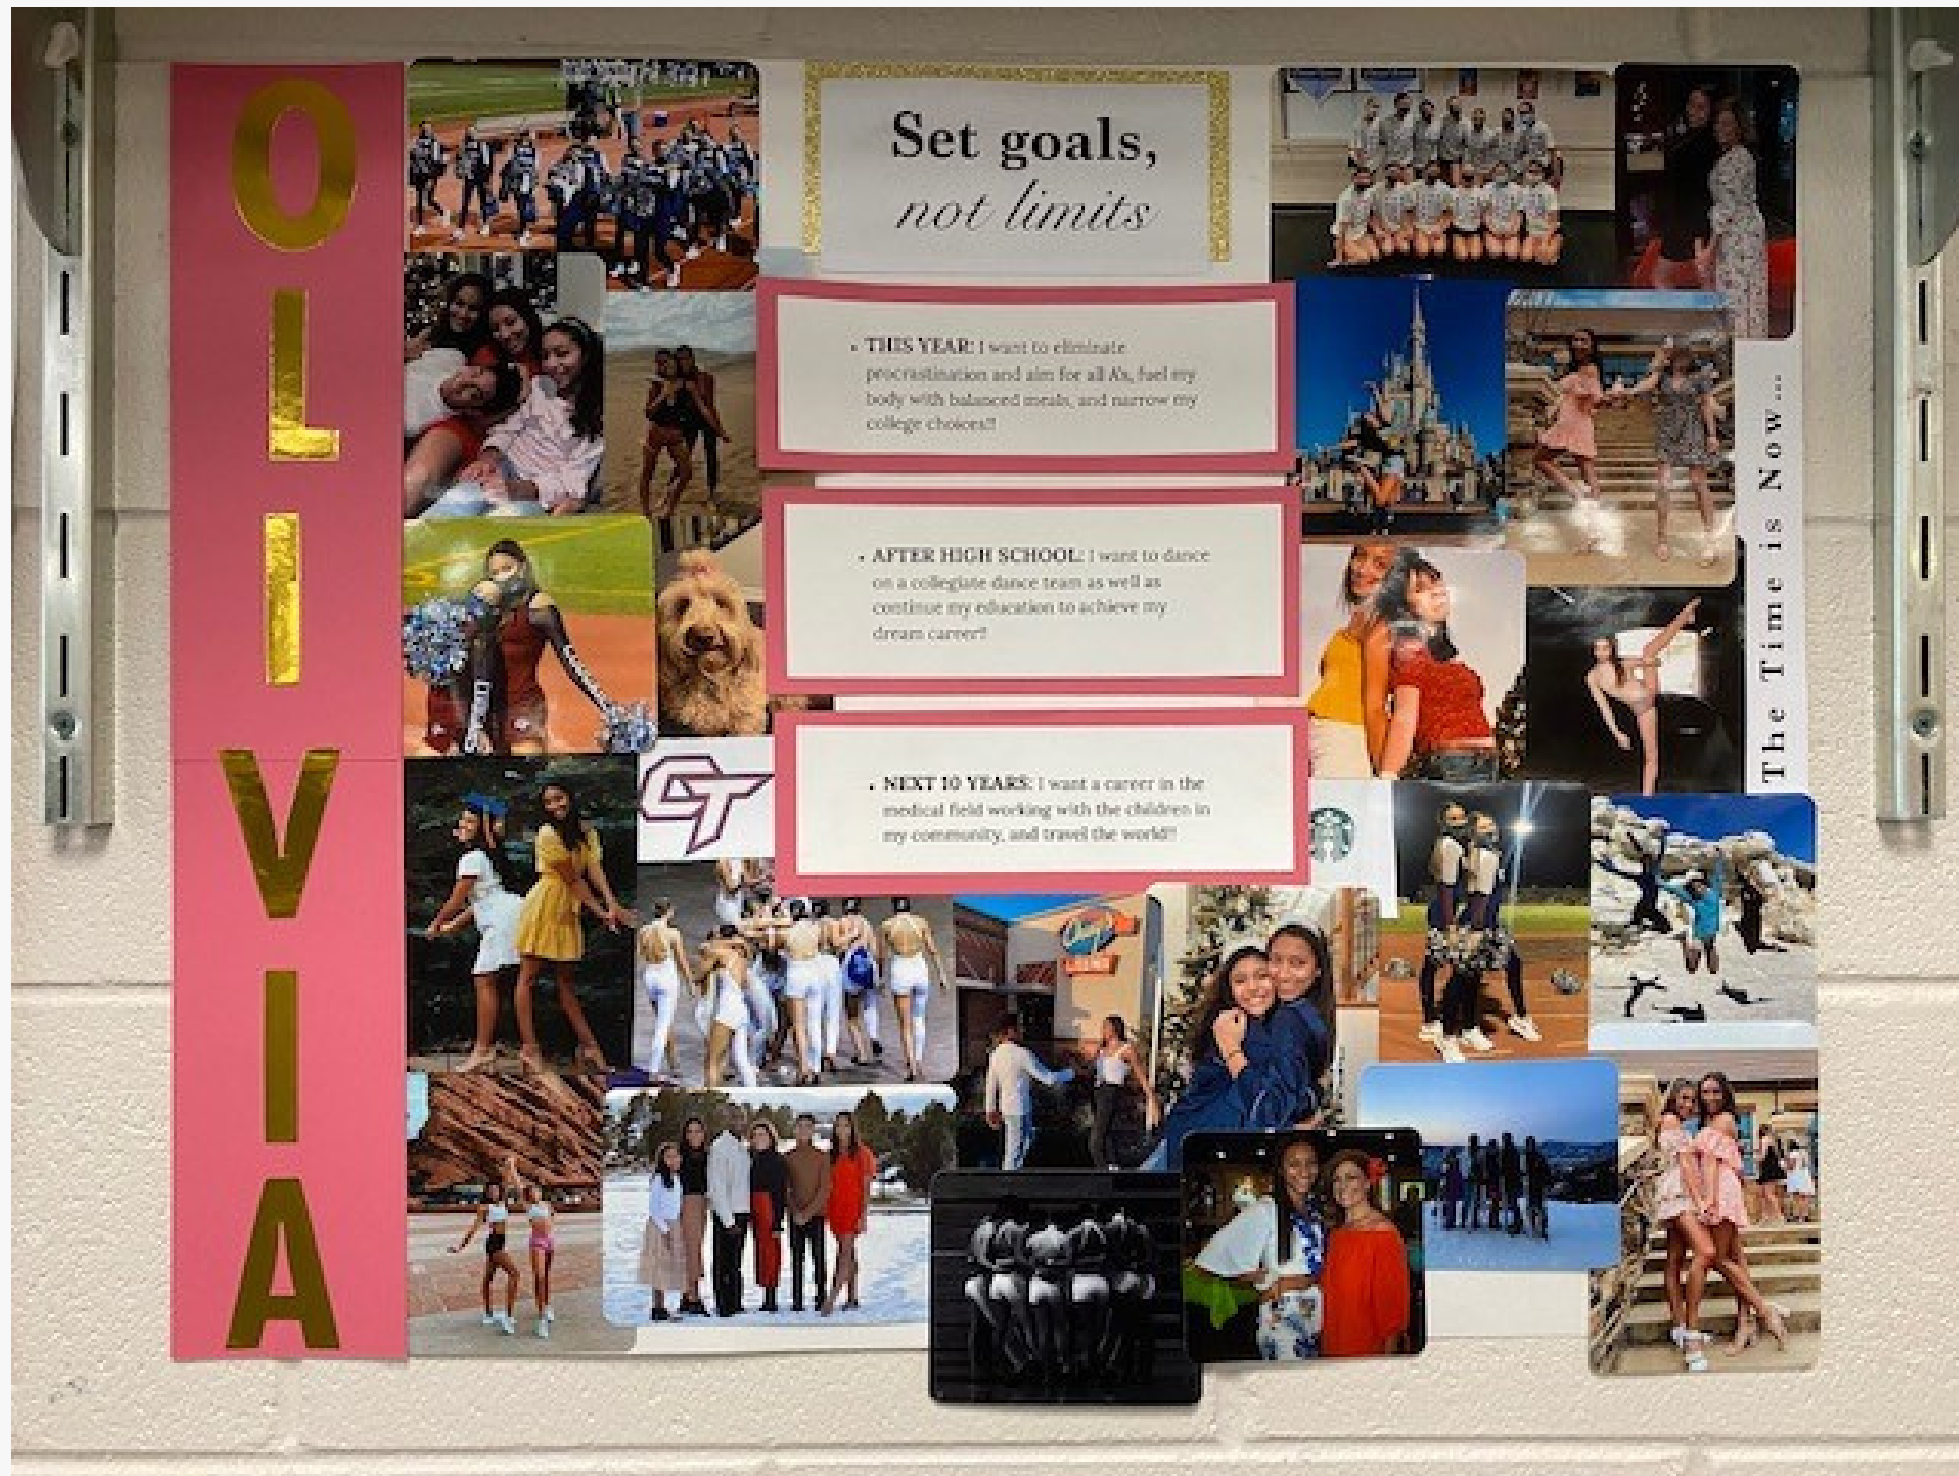 OLIVIA
Set goals,
not limits
• THIS YEAR: I want to eliminate
procrastination and aim for all A's, fuel my
body with balanced meals, and narrow my
college choices!!
• AFTER HIGH SCHOOL: I want to dance
on a collegiate dance team as well as
continue my education to achieve my
dream career!!
• NEXT 10 YEARS: I want a career in the
medical field working with the children in
my community, and travel the world!!
The Time is Now...
CT